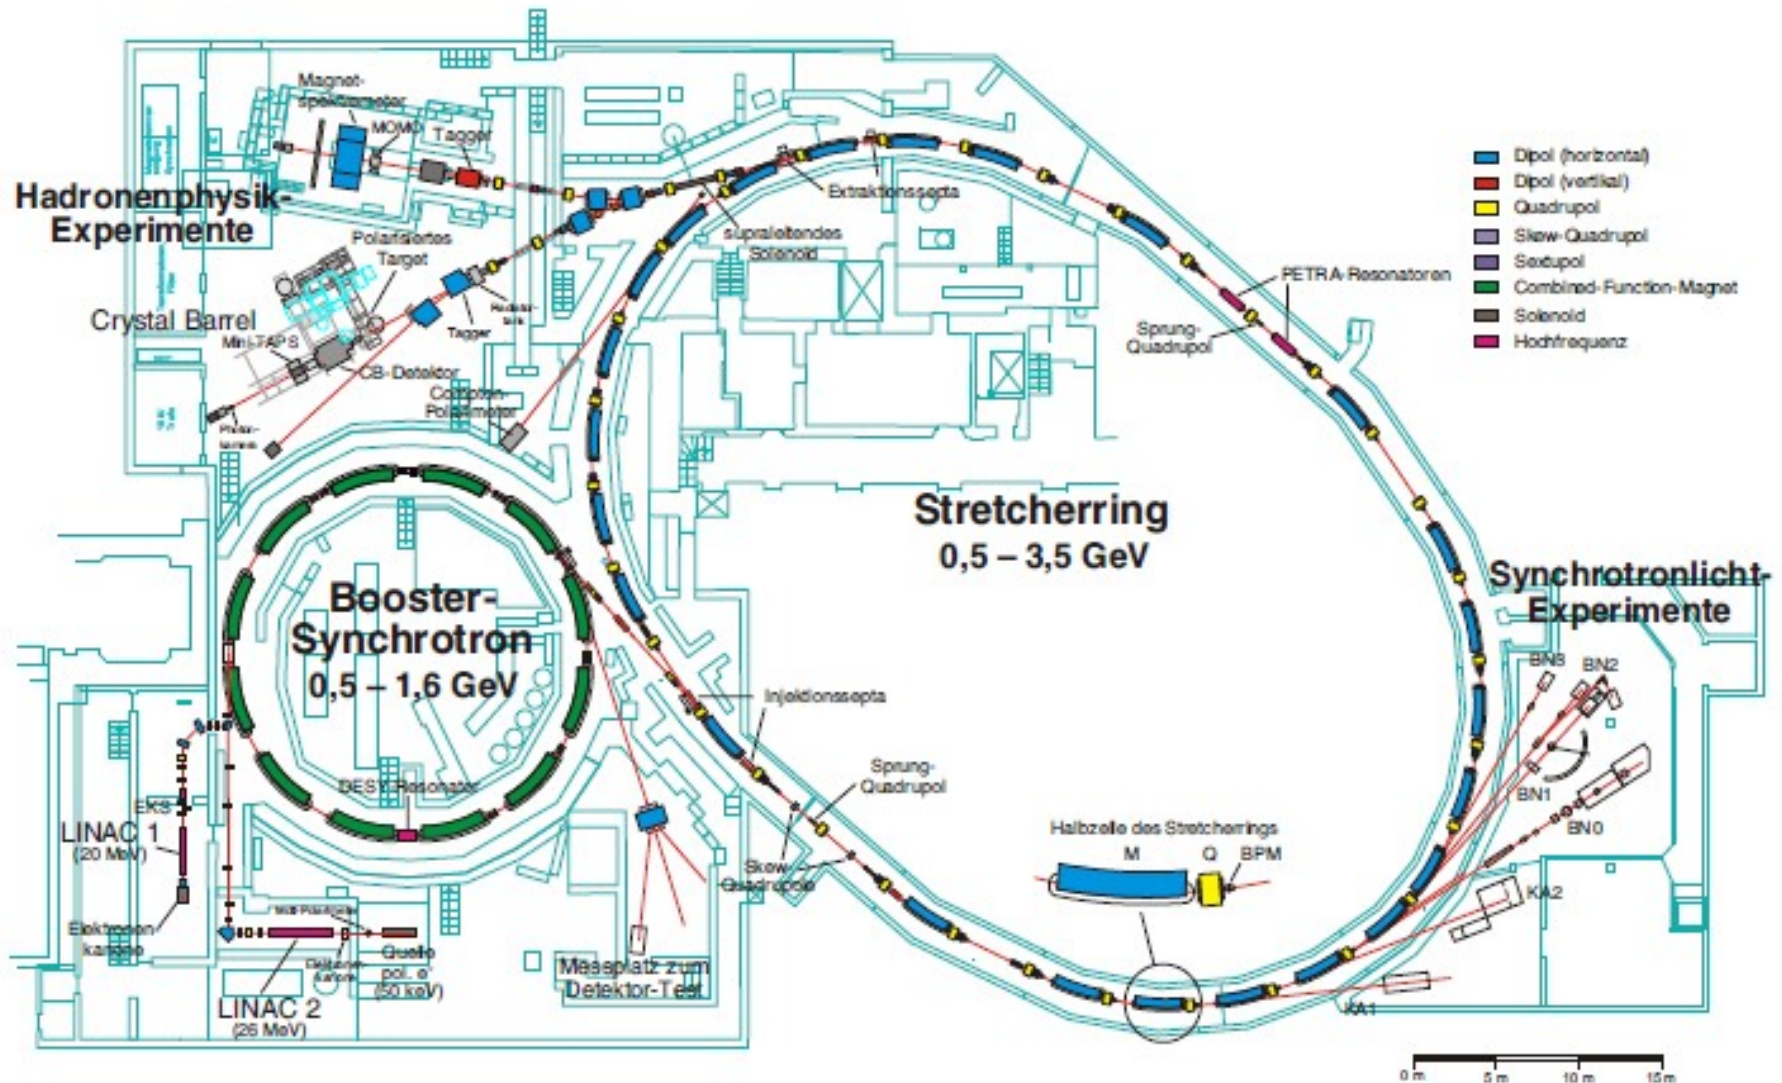 Magnet-
spektrometer
MOMO
Tagger
Hadronenphysik-
Experimente
Polarisiertes
Target
Crystal Barrel
Mini-TAPS
CB-Detektor
Tagger
Compton-
Polarimeter
Extraktionssepta
supraleitendes
Solenoid
PETRA-Resonatoren
Sprung-
Quadrupol
Dipol (horizontal)
Dipol (vertikal)
Quadrupol
Skew-Quadrupol
Sextupol
Combined-Function-Magnet
Solenoid
Hochfrequenz
Stretcherring
0,5 – 3,5 GeV
Booster-
Synchrotron
0,5 – 1,6 GeV
Synchrotronlicht-
Experimente
BN3
BN2
BN1
BN0
KA2
KA1
Injektionssepta
Sprung-
Quadrupol
Skew-
Quadrupole
Halbzelle des Stretcherrings
M
Q
BPM
DESY-Resonator
EKS
LINAC 1
(20 MeV)
Elektronen-
kanone
LINAC 2
(26 MeV)
Quelle
pol. e-
(50 keV)
Messplatz zum
Detektor-Test
0 m
5 m
10 m
15 m